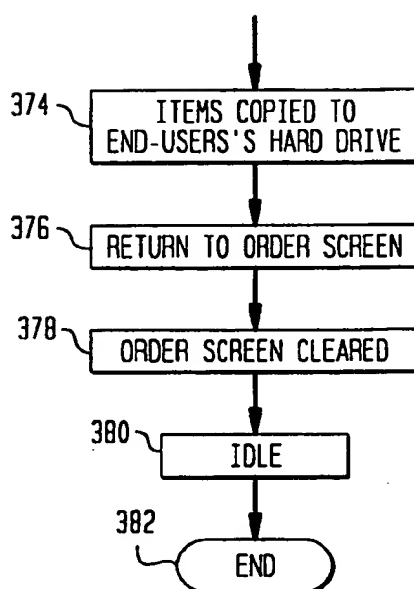 374
ITEMS COPIED TO
END-USERS'S HARD DRIVE
376
RETURN TO ORDER SCREEN
378
ORDER SCREEN CLEARED
380
IDLE
382
END